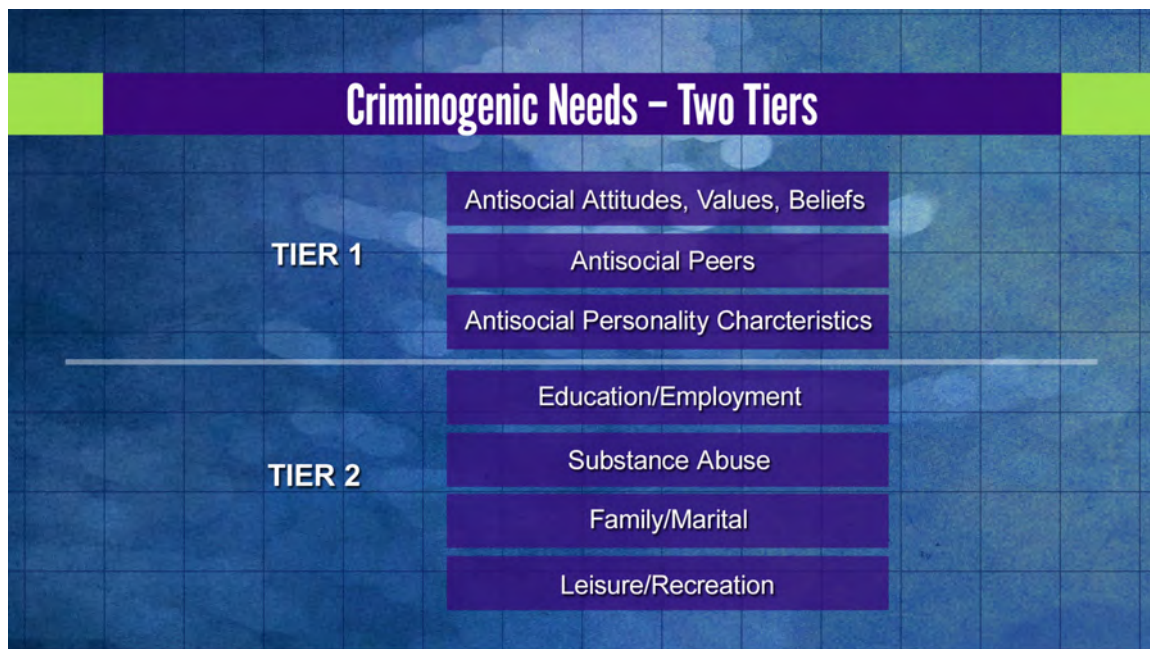 Criminogenic Needs – Two Tiers
TIER 1
Antisocial Attitudes, Values, Beliefs
Antisocial Peers
Antisocial Personality Charcteristics
TIER 2
Education/Employment
Substance Abuse
Family/Marital
Leisure/Recreation